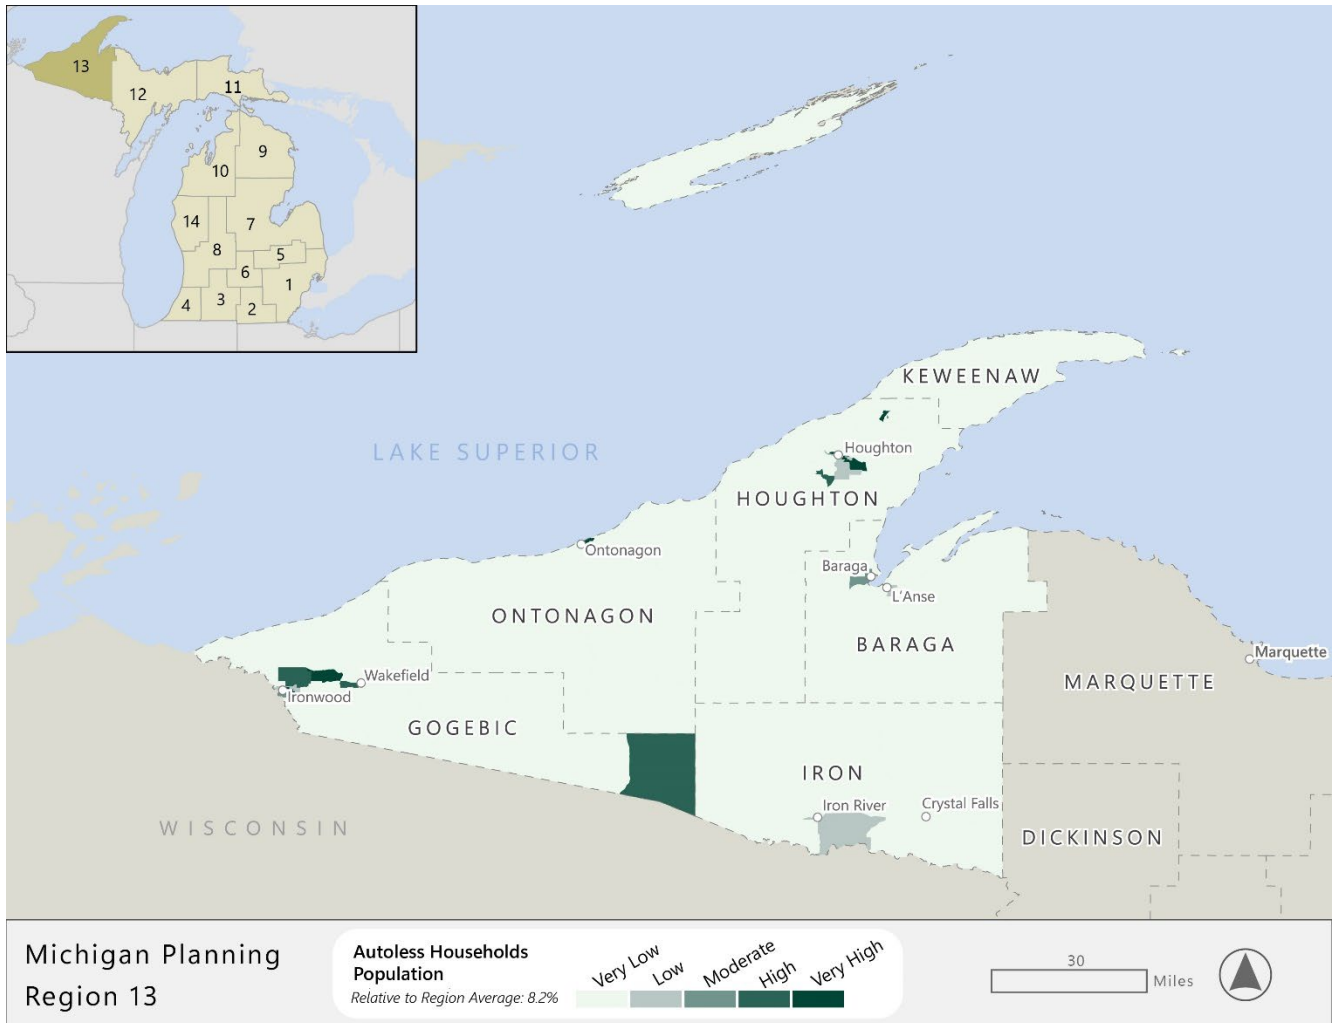 13
12
11
9
10
14
7
8
5
6
1
4
3
2
KEWEENAW
LAKE SUPERIOR
Houghton
HOUGHTON
Ontonagon
Baraga
L'Anse
ONTONAGON
BARAGA
Marquette
Wakefield
Ironwood
MARQUETTE
GOGEBIC
IRON
Iron River
Crystal Falls
WISCONSIN
DICKINSON
Michigan Planning
Region 13
Autoless Households
Population
Relative to Region Average: 8.2%
Very Low
Low
Moderate
High
Very High
30
Miles